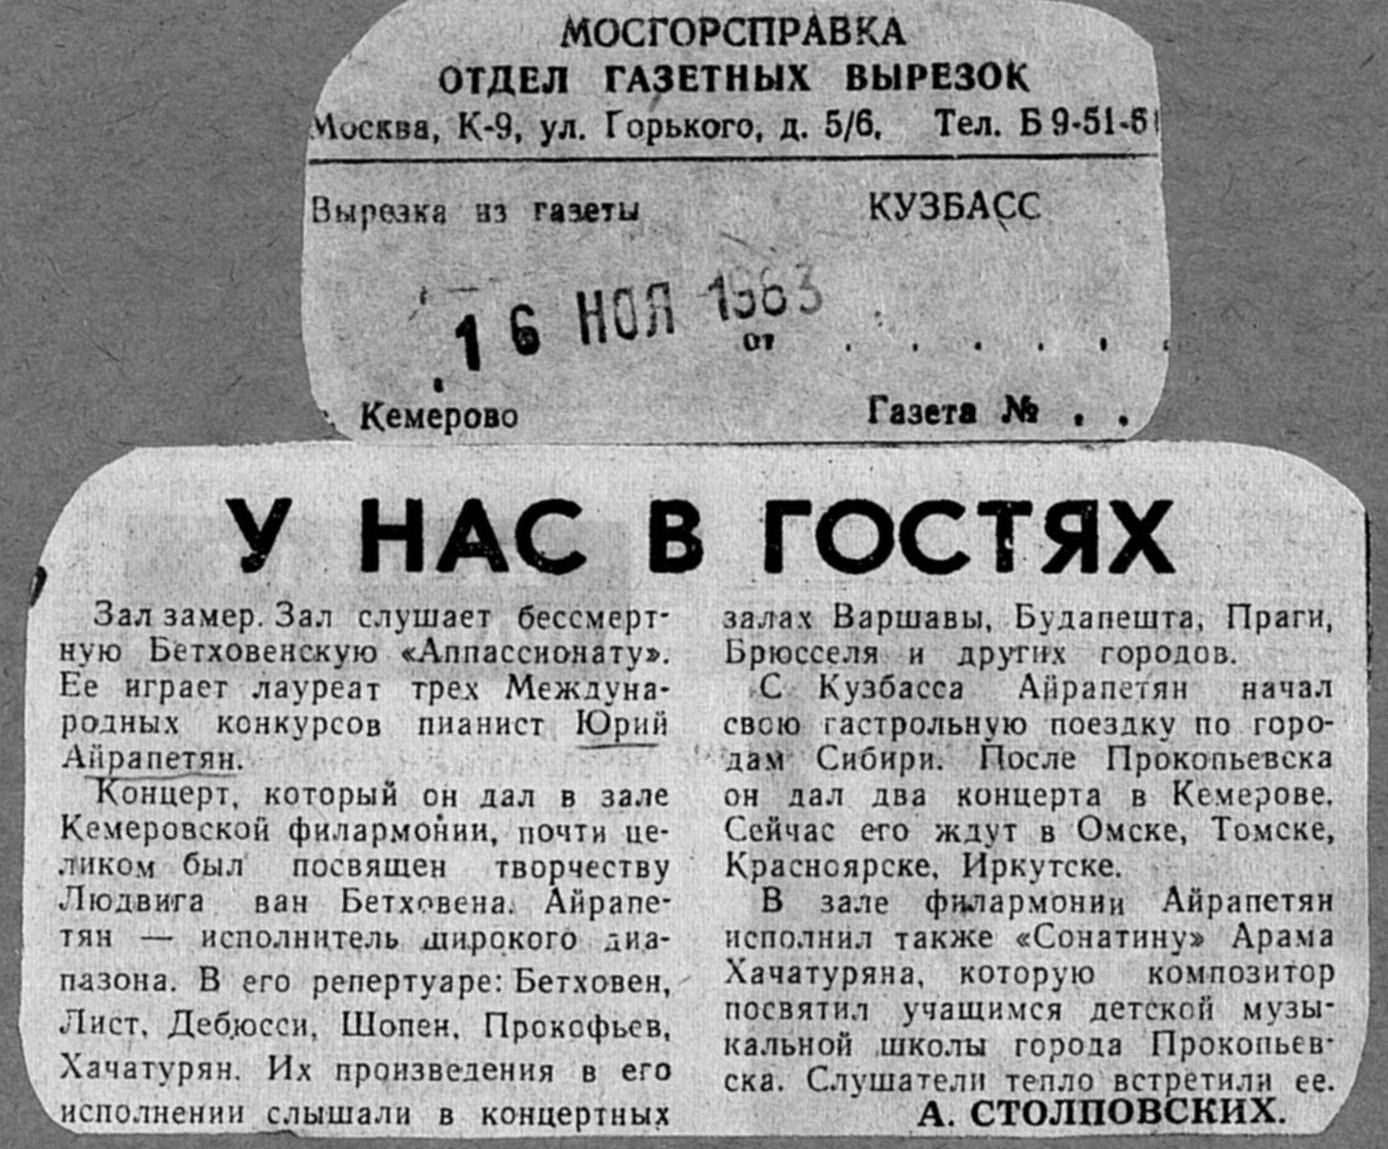 МОСГОРСПРАВКА
ОТДЕЛ ГАЗЕТНЫХ ВЫРЕЗОК
Москва, К-9, ул. Горького, д. 5/6, Тел. Б 9-51-61
Вырезка из газеты КУЗБАСС
16 НОЯ 1963
от . . . . . .
Кемерово Газета № . .
У НАС В ГОСТЯХ
Зал замер. Зал слушает бессмерт-
ную Бетховенскую «Аппассионату».
Ее играет лауреат трех Междуна-
родных конкурсов пианист Юрий
Айрапетян.
Концерт, который он дал в зале
Кемеровской филармонии, почти це-
ликом был посвящен творчеству
Людвига ван Бетховена. Айрапе-
тян — исполнитель широкого диа-
пазона. В его репертуаре: Бетховен,
Лист, Дебюсси, Шопен, Прокофьев,
Хачатурян. Их произведения в его
исполнении слышали в концертных
залах Варшавы, Будапешта, Праги,
Брюсселя и других городов.
С Кузбасса Айрапетян начал
свою гастрольную поездку по горо-
дам Сибири. После Прокопьевска
он дал два концерта в Кемерове.
Сейчас его ждут в Омске, Томске,
Красноярске, Иркутске.
В зале филармонии Айрапетян
исполнил также «Сонатину» Арама
Хачатуряна, которую композитор
посвятил учащимся детской музы-
кальной школы города Прокопьев-
ска. Слушатели тепло встретили ее.
А. СТОЛПОВСКИХ.